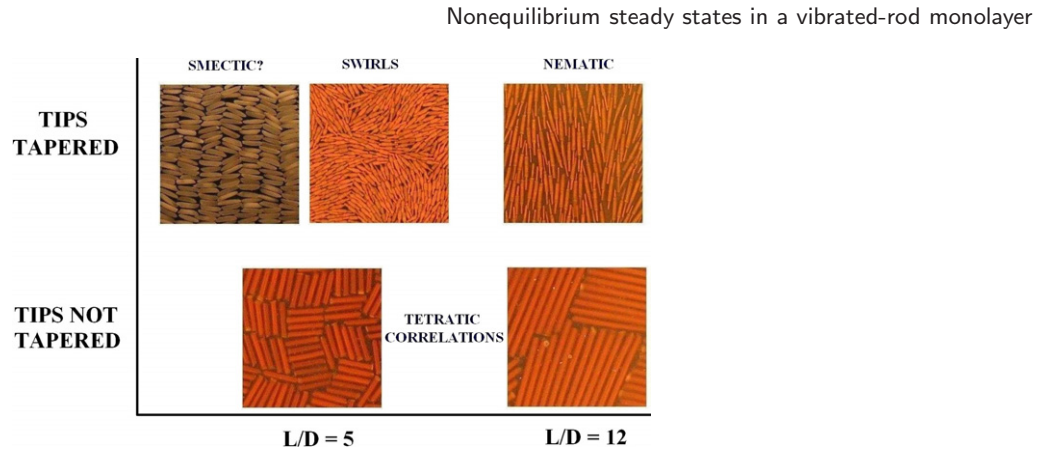 Nonequilibrium steady states in a vibrated-rod monolayer
SMECTIC?
SWIRLS
NEMATIC
TIPS
TAPERED
TIPS NOT
TAPERED
TETRATIC
CORRELATIONS
L/D = 5
L/D = 12